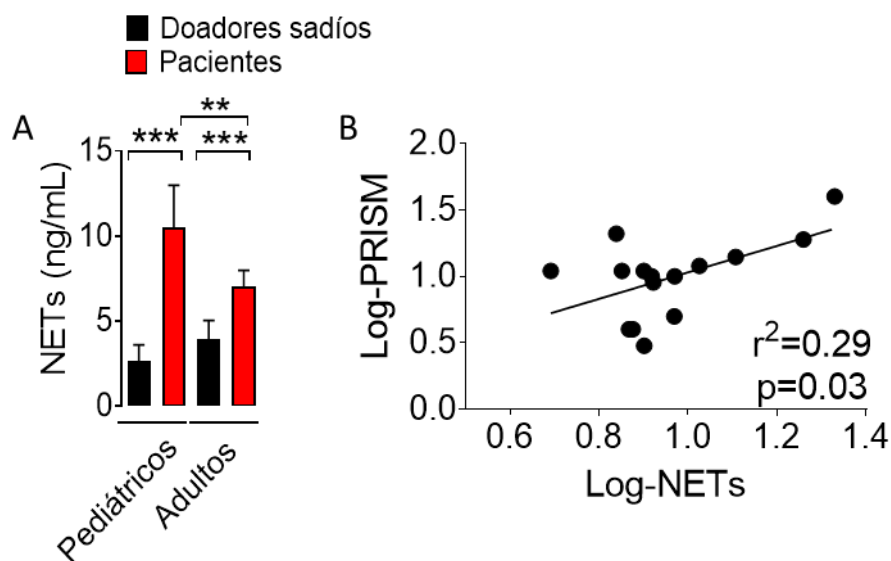 Doadores sadíos
Pacientes
A
**
***
***
NETs (ng/mL)
15
10
5
0
Pediátricos
Adultos
B
Log-PRISM
2.0
1.5
1.0
0.5
0.0
r²=0.29
p=0.03
0.6
0.8
1.0
1.2
1.4
Log-NETs